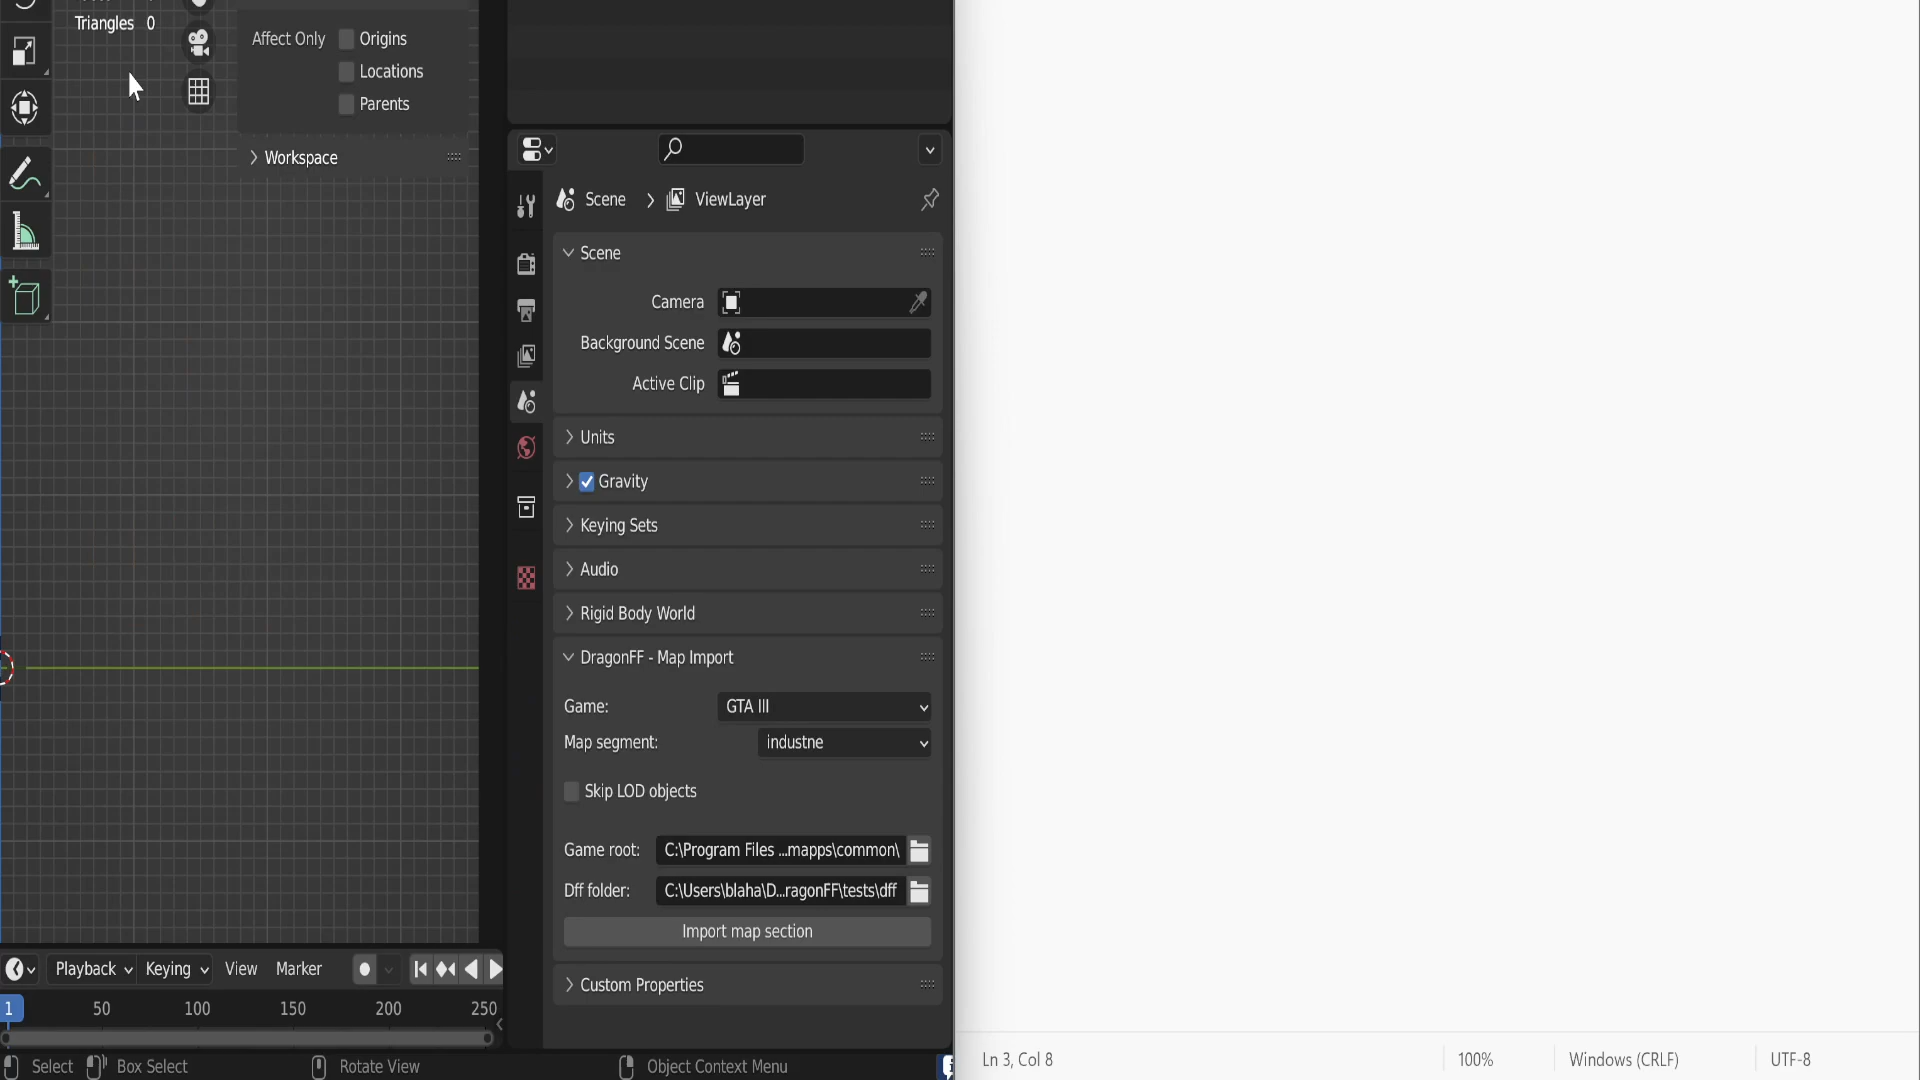 Triangles 0
Affect Only Origins
Locations
Parents
Workspace
Scene ViewLayer
Scene
Camera
Background Scene
Active Clip
Units
Gravity
Keying Sets
Audio
Rigid Body World
DragonFF - Map Import
Game: GTA III
Map segment: industne
Skip LOD objects
Game root: C:\Program Files ...mapps\common\
Dff folder: C:\Users\blaha\D...ragonFF\tests\dff
Import map section
Custom Properties
Playback Keying View Marker
1 50 100 150 200 250
Select Box Select Rotate View Object Context Menu
Ln 3, Col 8 100% Windows (CRLF) UTF-8